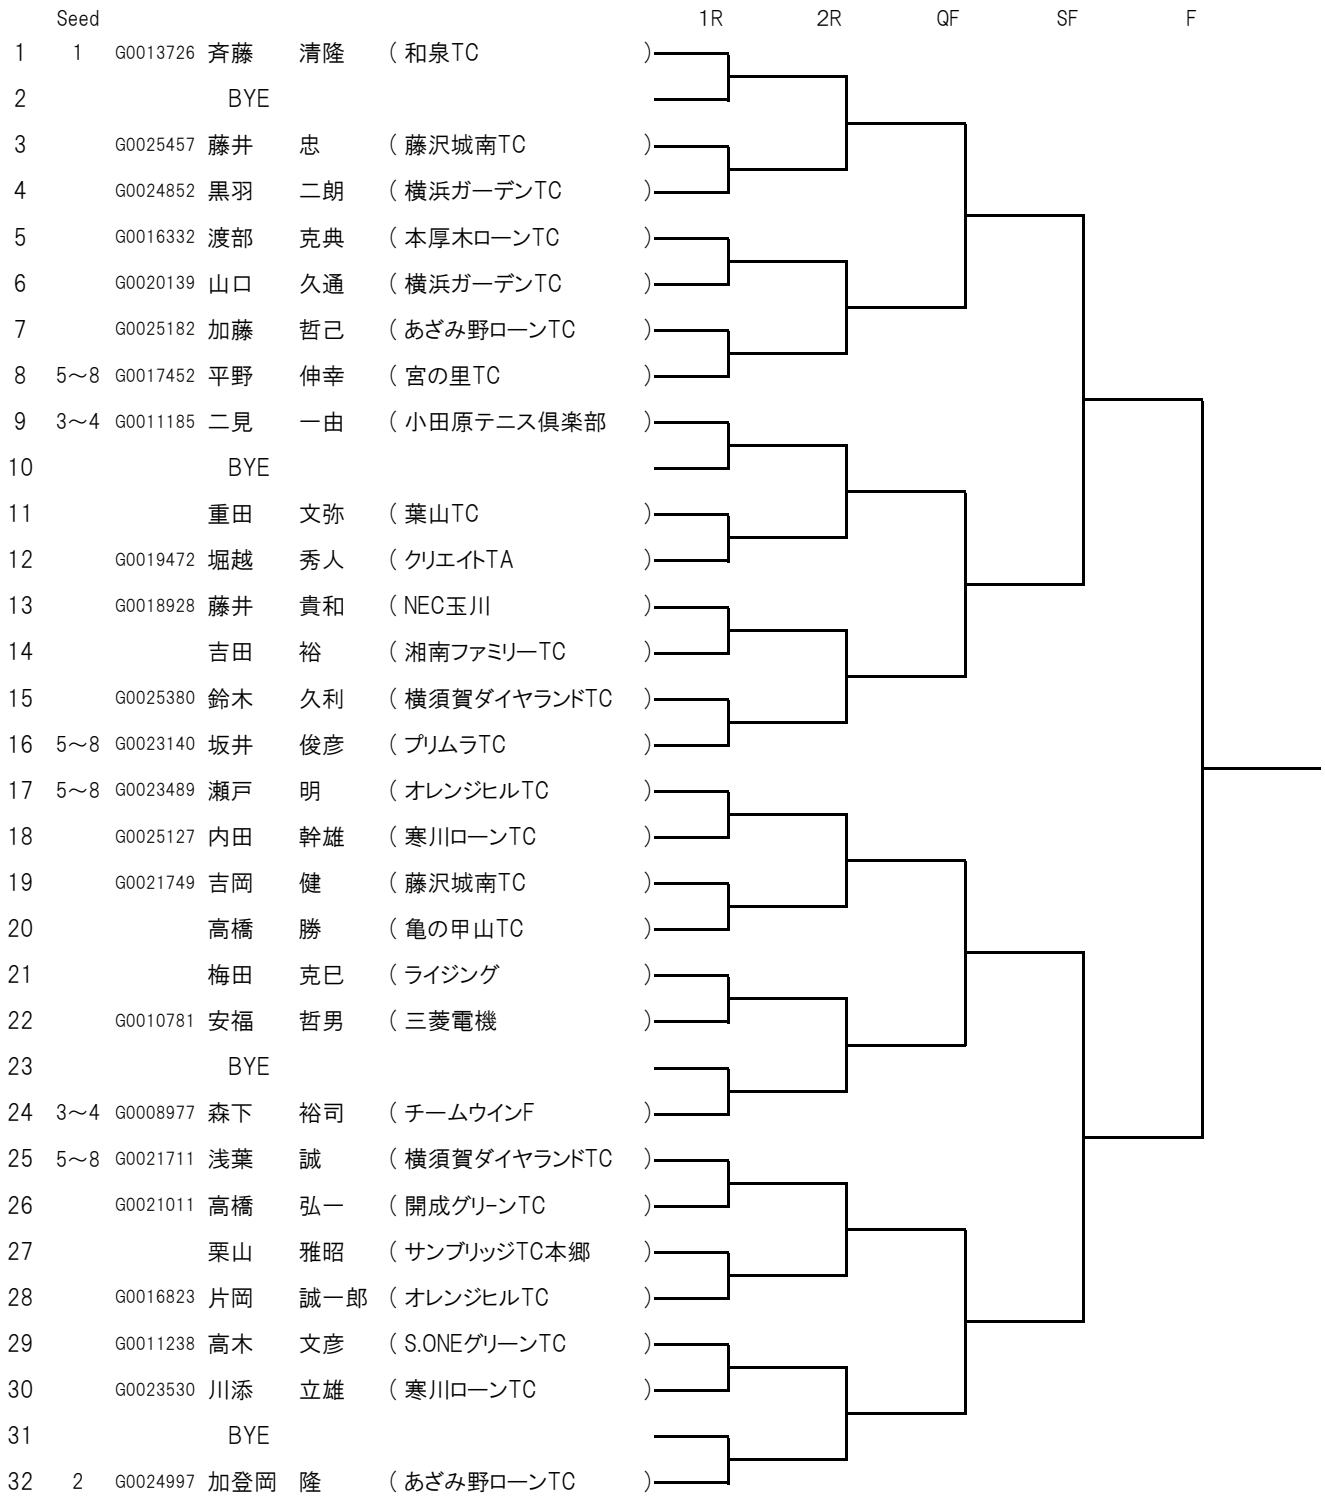 Seed 1R 2R QF SF F
1 1 G0013726 斉藤 清隆 ( 和泉TC )
2 BYE
3 G0025457 藤井 忠 ( 藤沢城南TC )
4 G0024852 黒羽 二朗 ( 横浜ガーデンTC )
5 G0016332 渡部 克典 ( 本厚木ローンTC )
6 G0020139 山口 久通 ( 横浜ガーデンTC )
7 G0025182 加藤 哲己 ( あざみ野ローンTC )
8 5～8 G0017452 平野 伸幸 ( 宮の里TC )
9 3～4 G0011185 二見 一由 ( 小田原テニス倶楽部 )
10 BYE
11 重田 文弥 ( 葉山TC )
12 G0019472 堀越 秀人 ( クリエイトTA )
13 G0018928 藤井 貴和 ( NEC玉川 )
14 吉田 裕 ( 湘南ファミリーTC )
15 G0025380 鈴木 久利 ( 横須賀ダイヤランドTC )
16 5～8 G0023140 坂井 俊彦 ( プリムラTC )
17 5～8 G0023489 瀬戸 明 ( オレンジヒルTC )
18 G0025127 内田 幹雄 ( 寒川ローンTC )
19 G0021749 吉岡 健 ( 藤沢城南TC )
20 高橋 勝 ( 亀の甲山TC )
21 梅田 克巳 ( ライジング )
22 G0010781 安福 哲男 ( 三菱電機 )
23 BYE
24 3～4 G0008977 森下 裕司 ( チームウインF )
25 5～8 G0021711 浅葉 誠 ( 横須賀ダイヤランドTC )
26 G0021011 高橋 弘一 ( 開成グリ-ンTC )
27 栗山 雅昭 ( サンブリッジTC本郷 )
28 G0016823 片岡 誠一郎 ( オレンジヒルTC )
29 G0011238 高木 文彦 ( S.ONEグリーンTC )
30 G0023530 川添 立雄 ( 寒川ローンTC )
31 BYE
32 2 G0024997 加登岡 隆 ( あざみ野ローンTC )